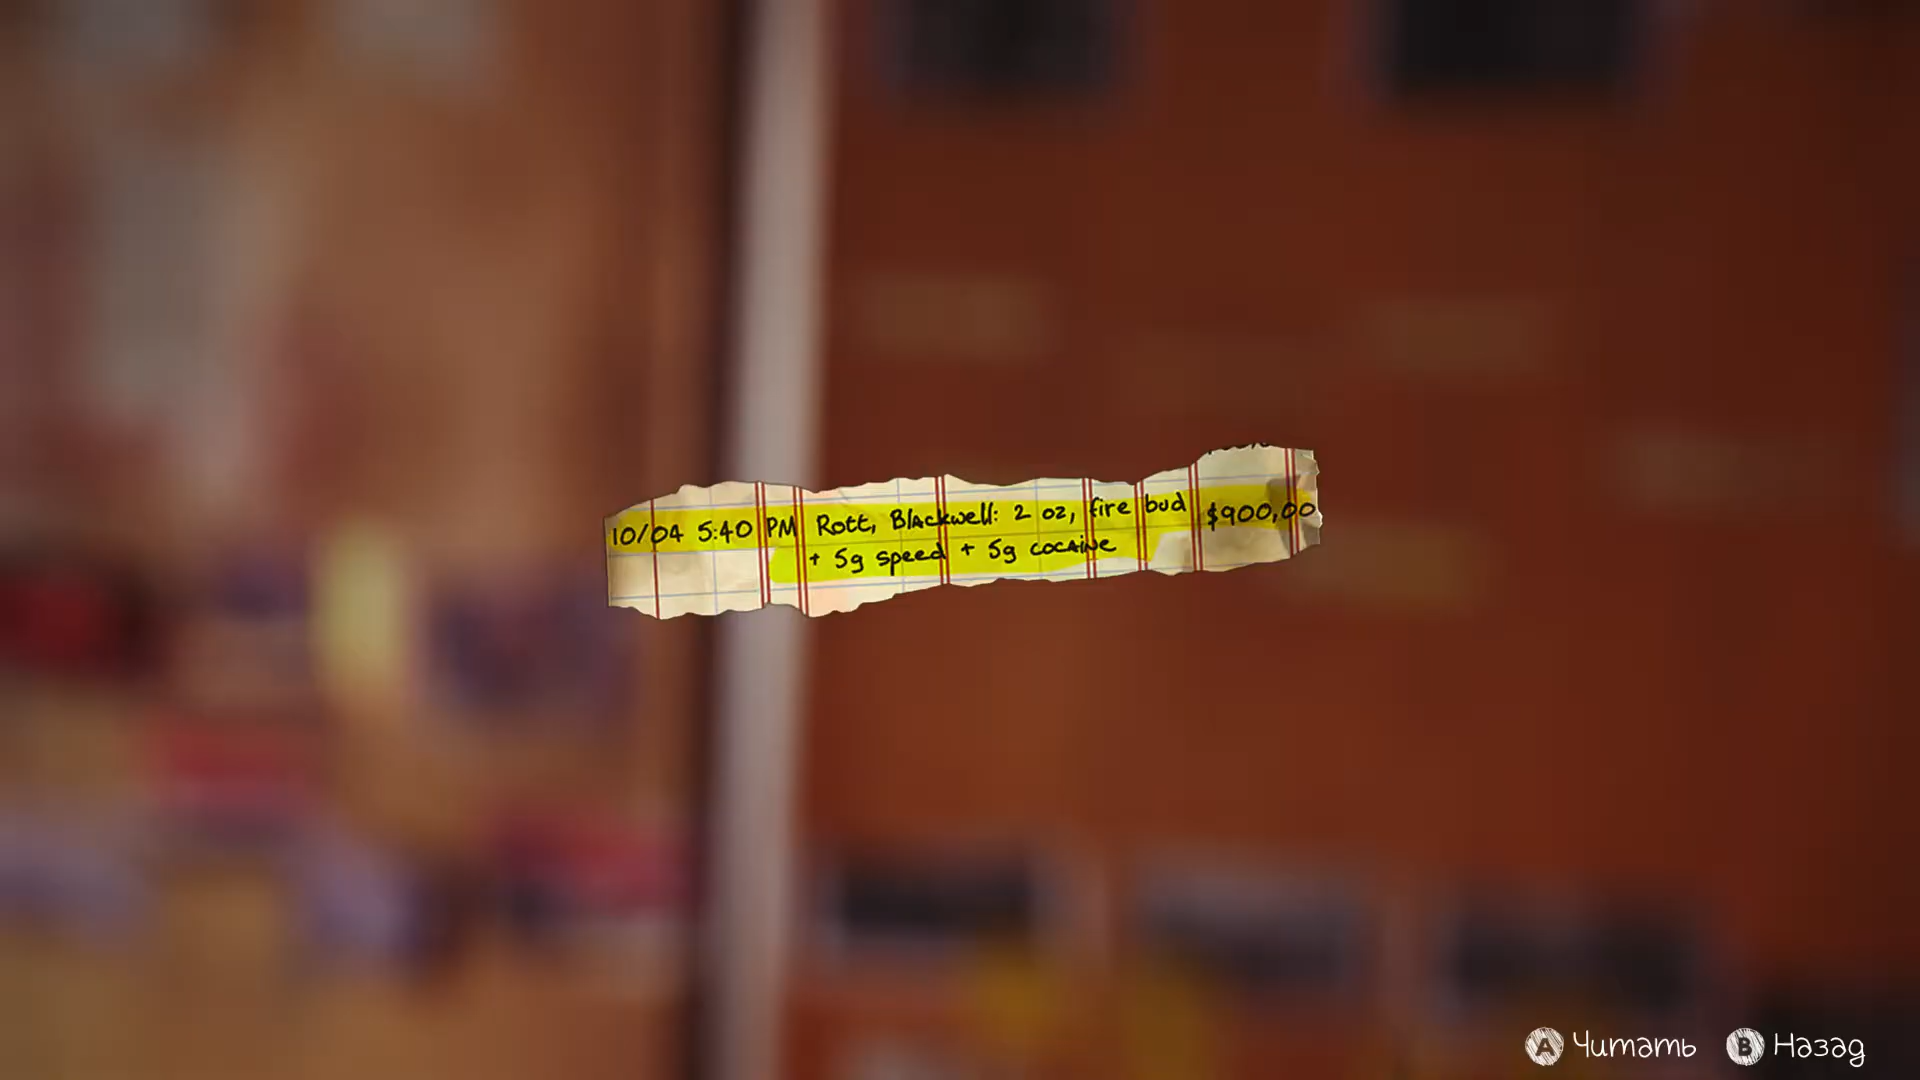 10/04 5:40 PM Rott, Blackwell: 2 oz, fire bud $900,00
+ 5g speed + 5g cocaine
A Читать B Назад